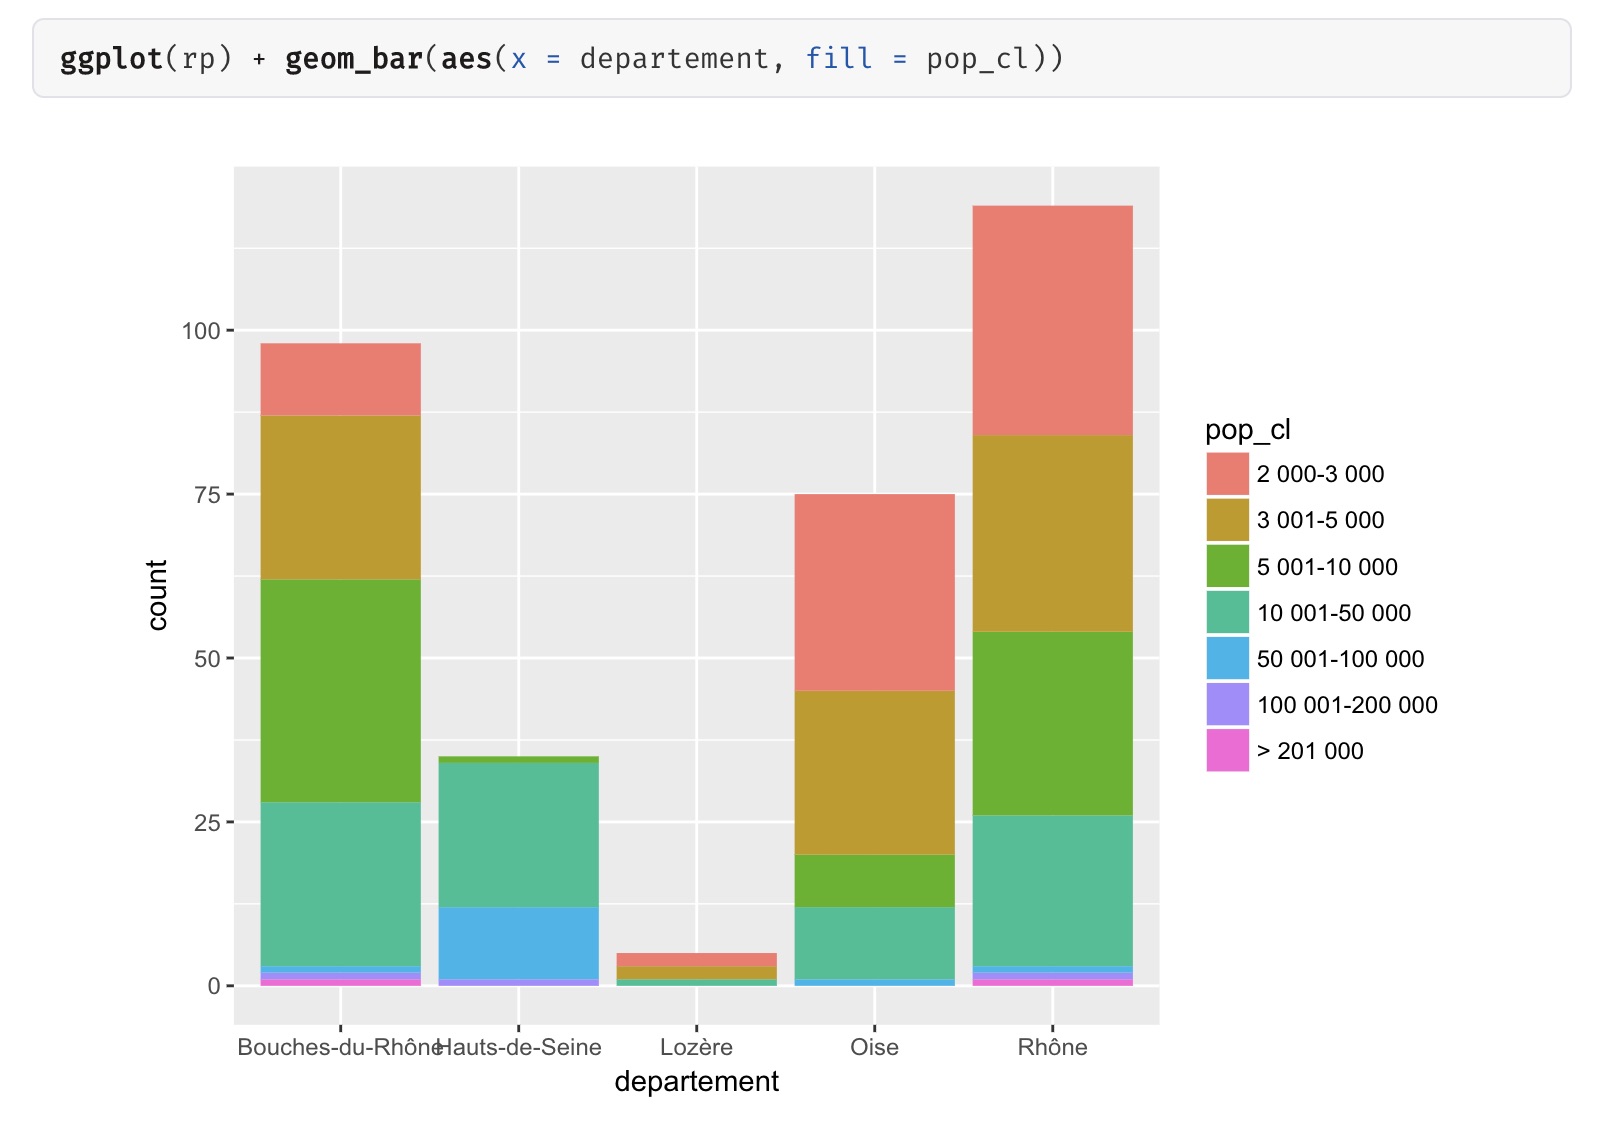 ggplot(rp) + geom_bar(aes(x = departement, fill = pop_cl))
100
75
50
25
0
count
Bouches-du-Rhône Hauts-de-Seine Lozère Oise Rhône
departement
pop_cl
2 000-3 000
3 001-5 000
5 001-10 000
10 001-50 000
50 001-100 000
100 001-200 000
> 201 000